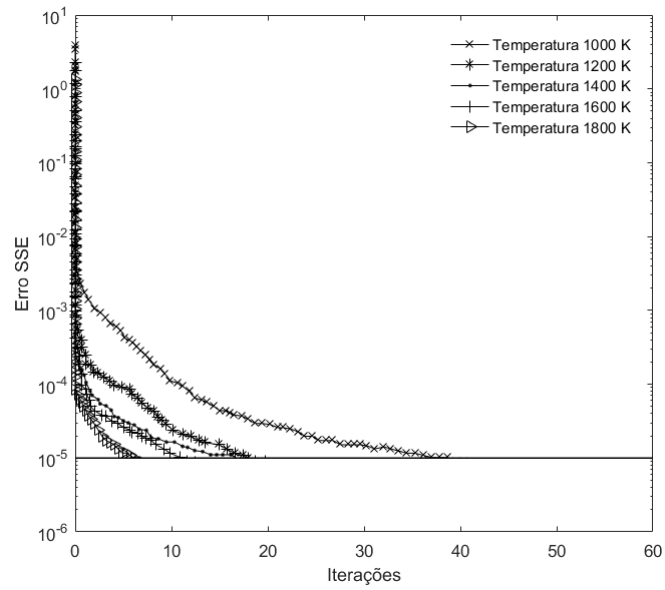 10^1
10^0
10^-1
10^-2
10^-3
10^-4
10^-5
10^-6
Erro SSE
Temperatura 1000 K
Temperatura 1200 K
Temperatura 1400 K
Temperatura 1600 K
Temperatura 1800 K
0 10 20 30 40 50 60
Iterações